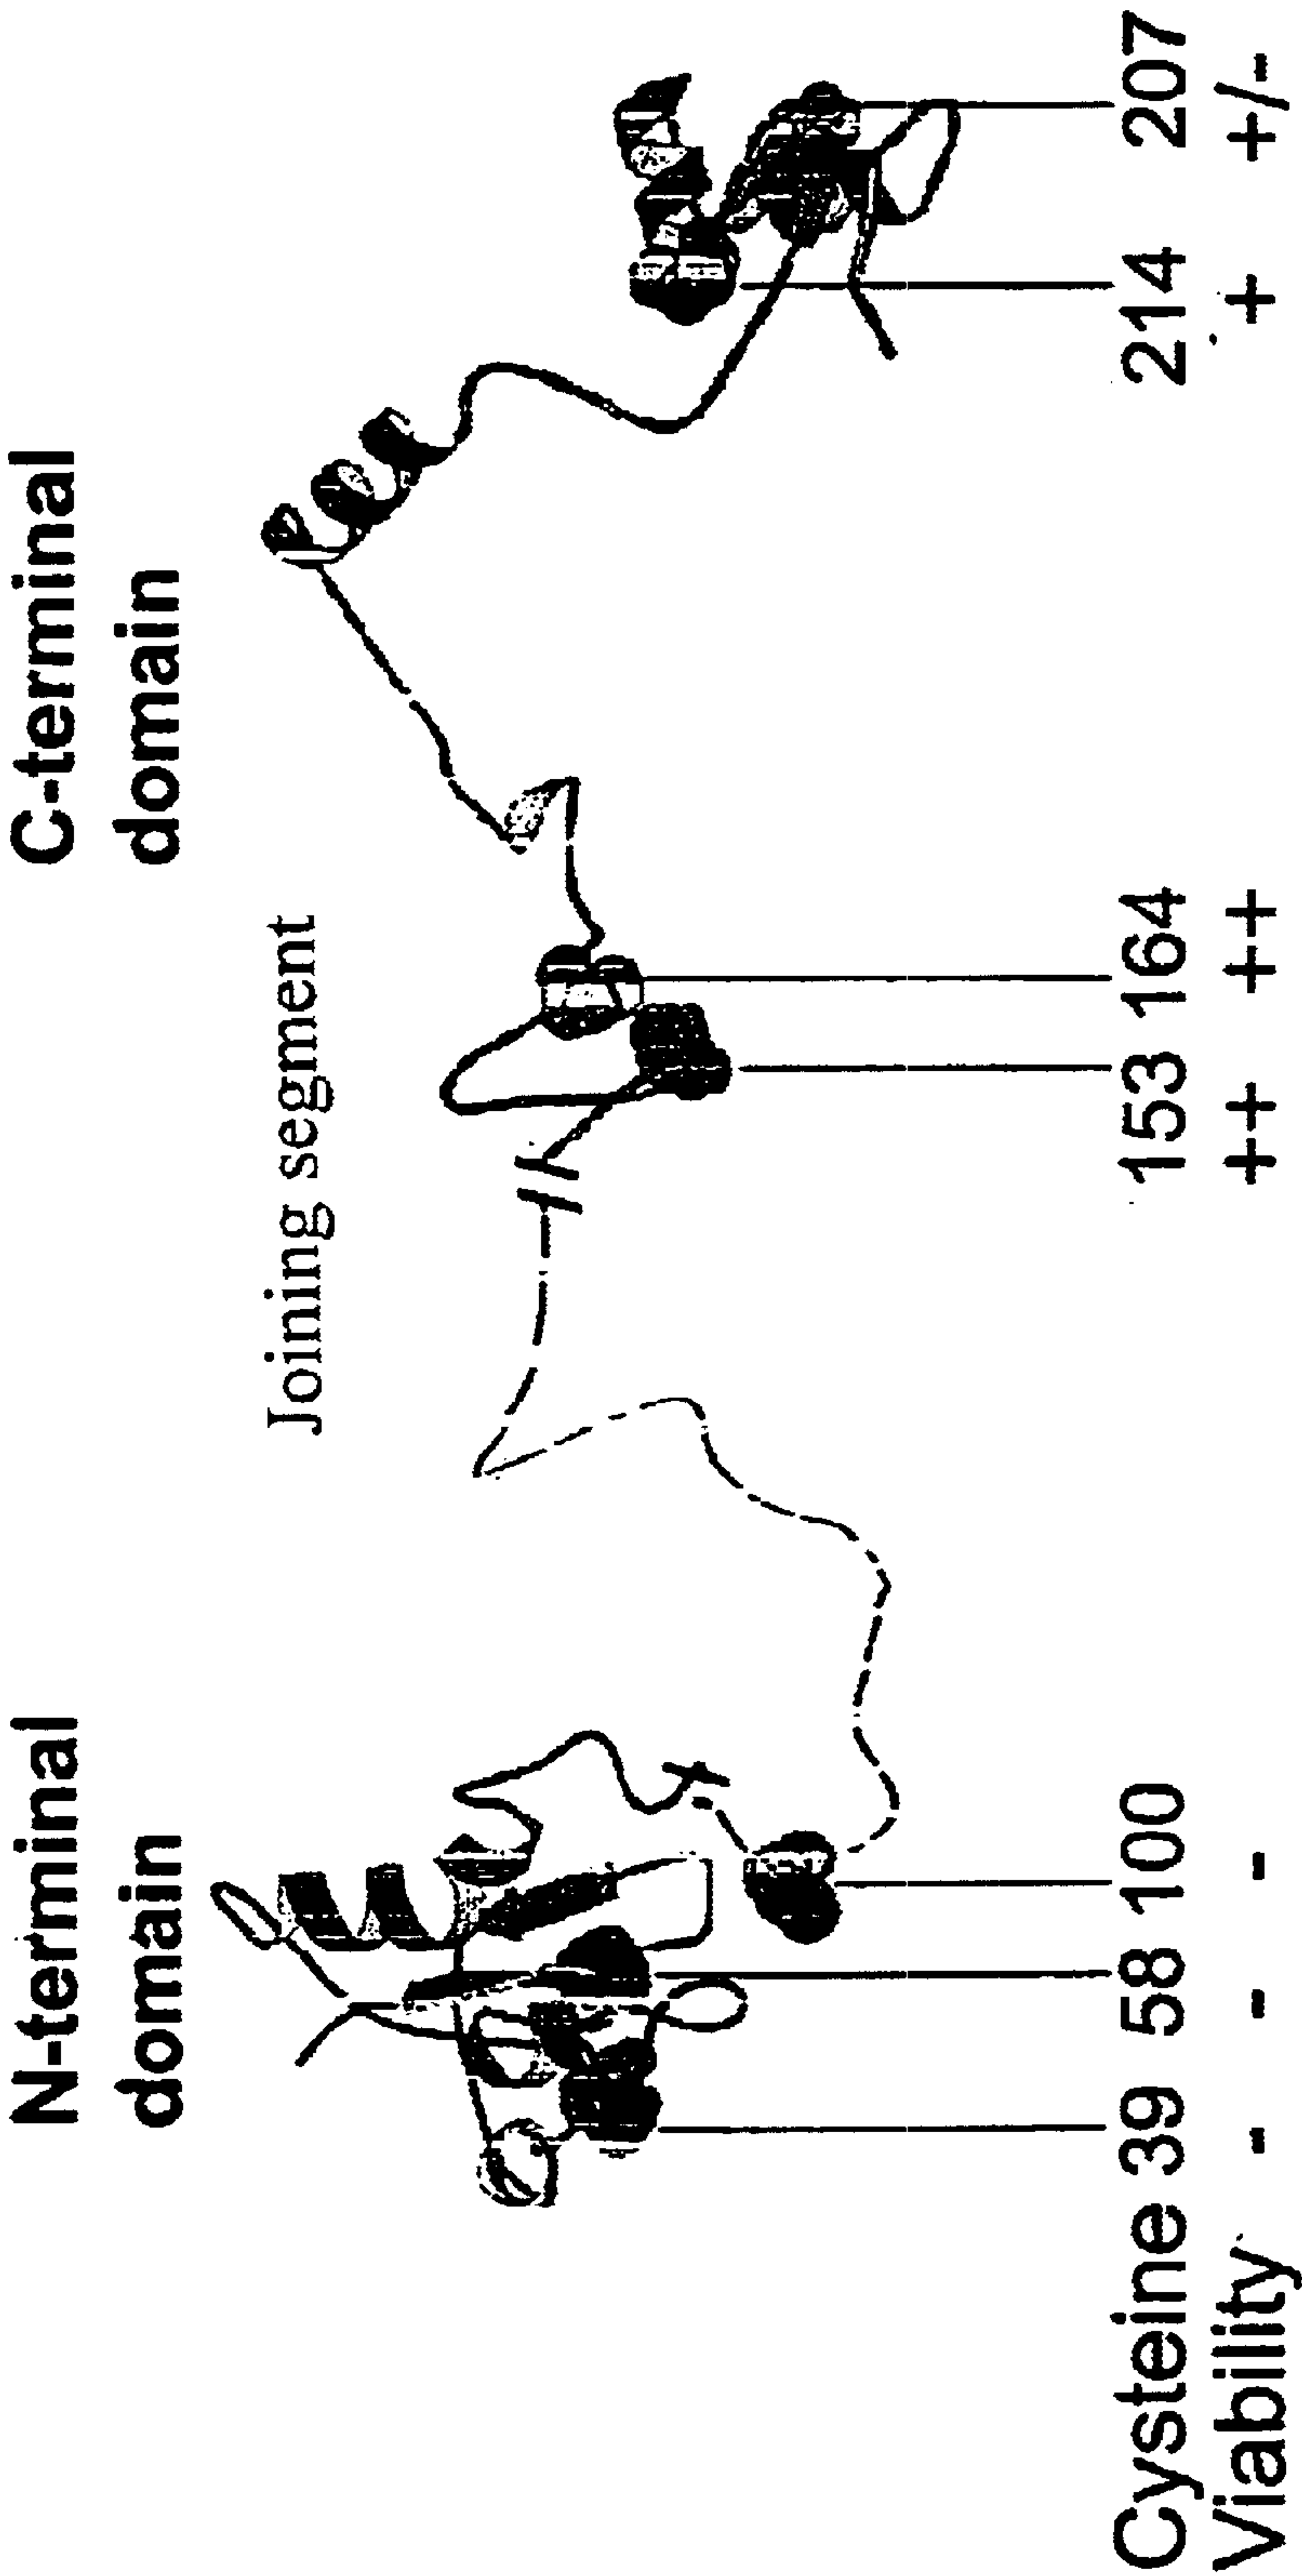 N-terminal
domain
C-terminal
domain
Joining segment
Cysteine 39 58 100 153 164 214 207
Viability - - - ++ ++ + +/-